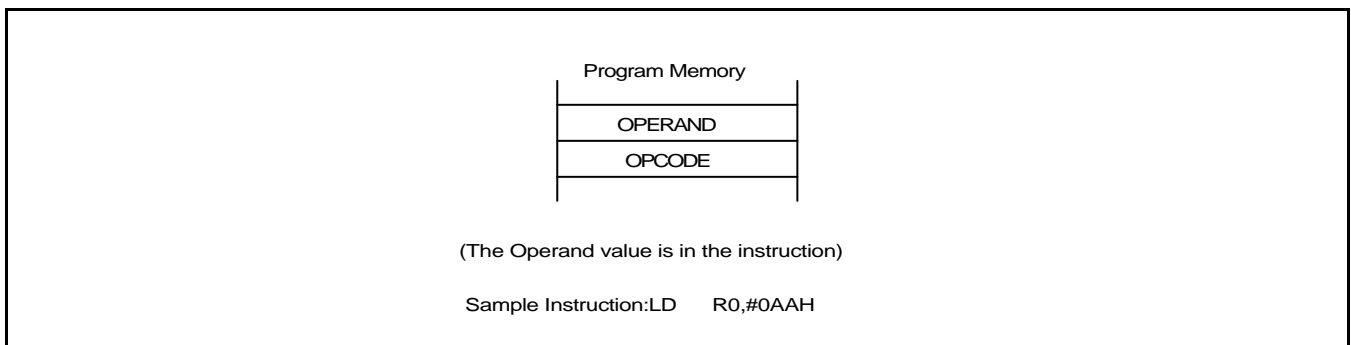 Program Memory
OPERAND
OPCODE
(The Operand value is in the instruction)
Sample Instruction:LD R0,#0AAH